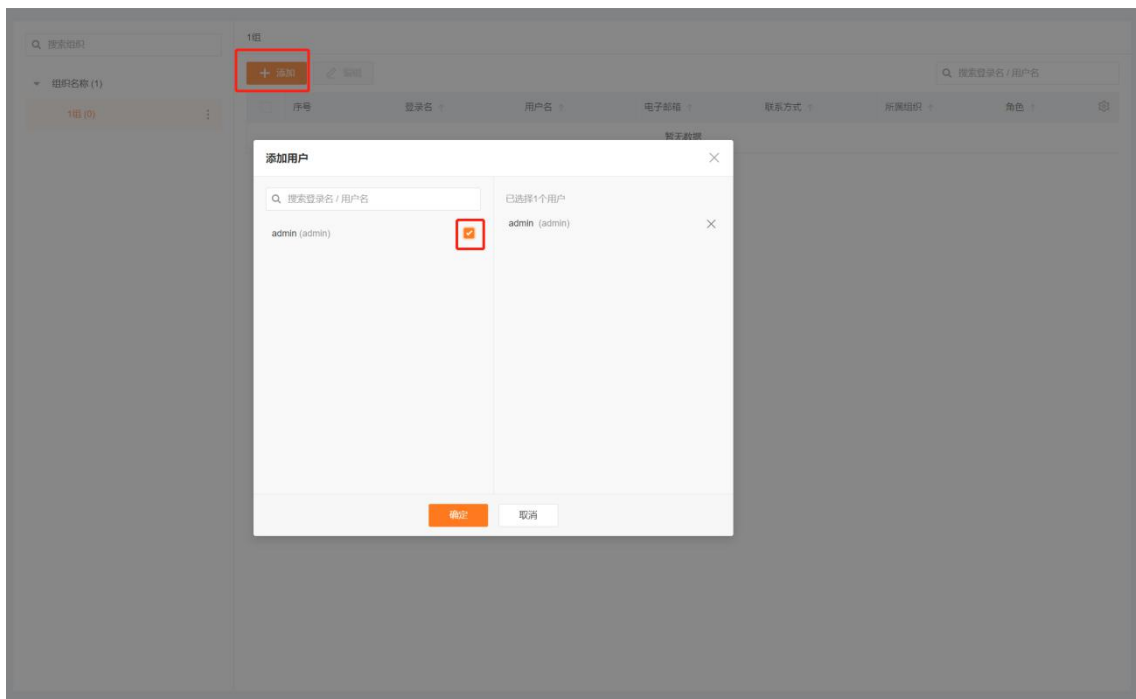 搜索组织
组织名称 (1)
1组 (0)
1组
添加
编辑
搜索登录名 / 用户名
序号 登录名 用户名 电子邮箱 联系方式 所属组织 角色
暂无数据
添加用户
搜索登录名 / 用户名
admin (admin)
已选择1个用户
admin (admin)
确定
取消